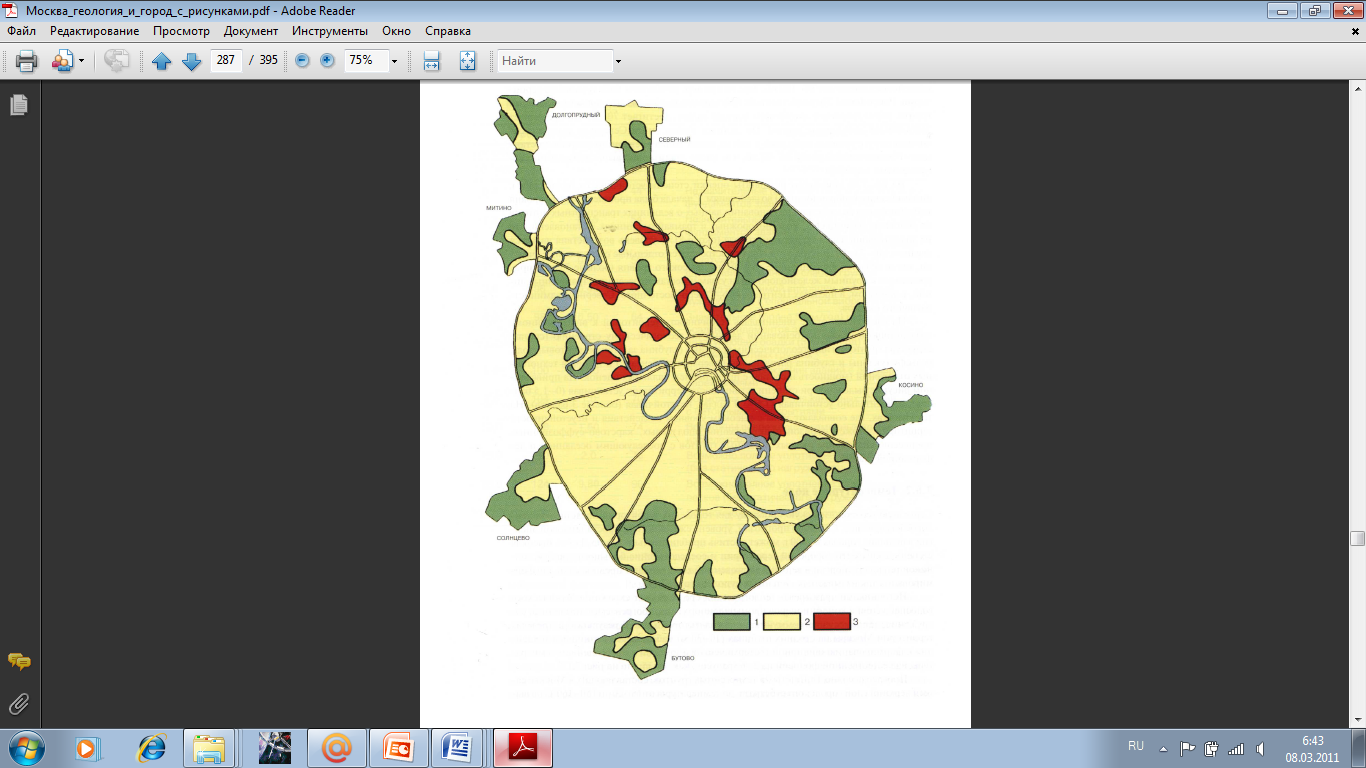 Москва_геология_и_город_с_рисунками.pdf - Adobe Reader
Файл Редактирование Просмотр Документ Инструменты Окно Справка
287 / 395 75% Найти
ДОЛГОПРУДНЫЙ
СЕВЕРНЫЙ
МИТИНО
КОСИНО
СОЛНЦЕВО
1 2 3
БУТОВО
RU 6:43
08.03.2011